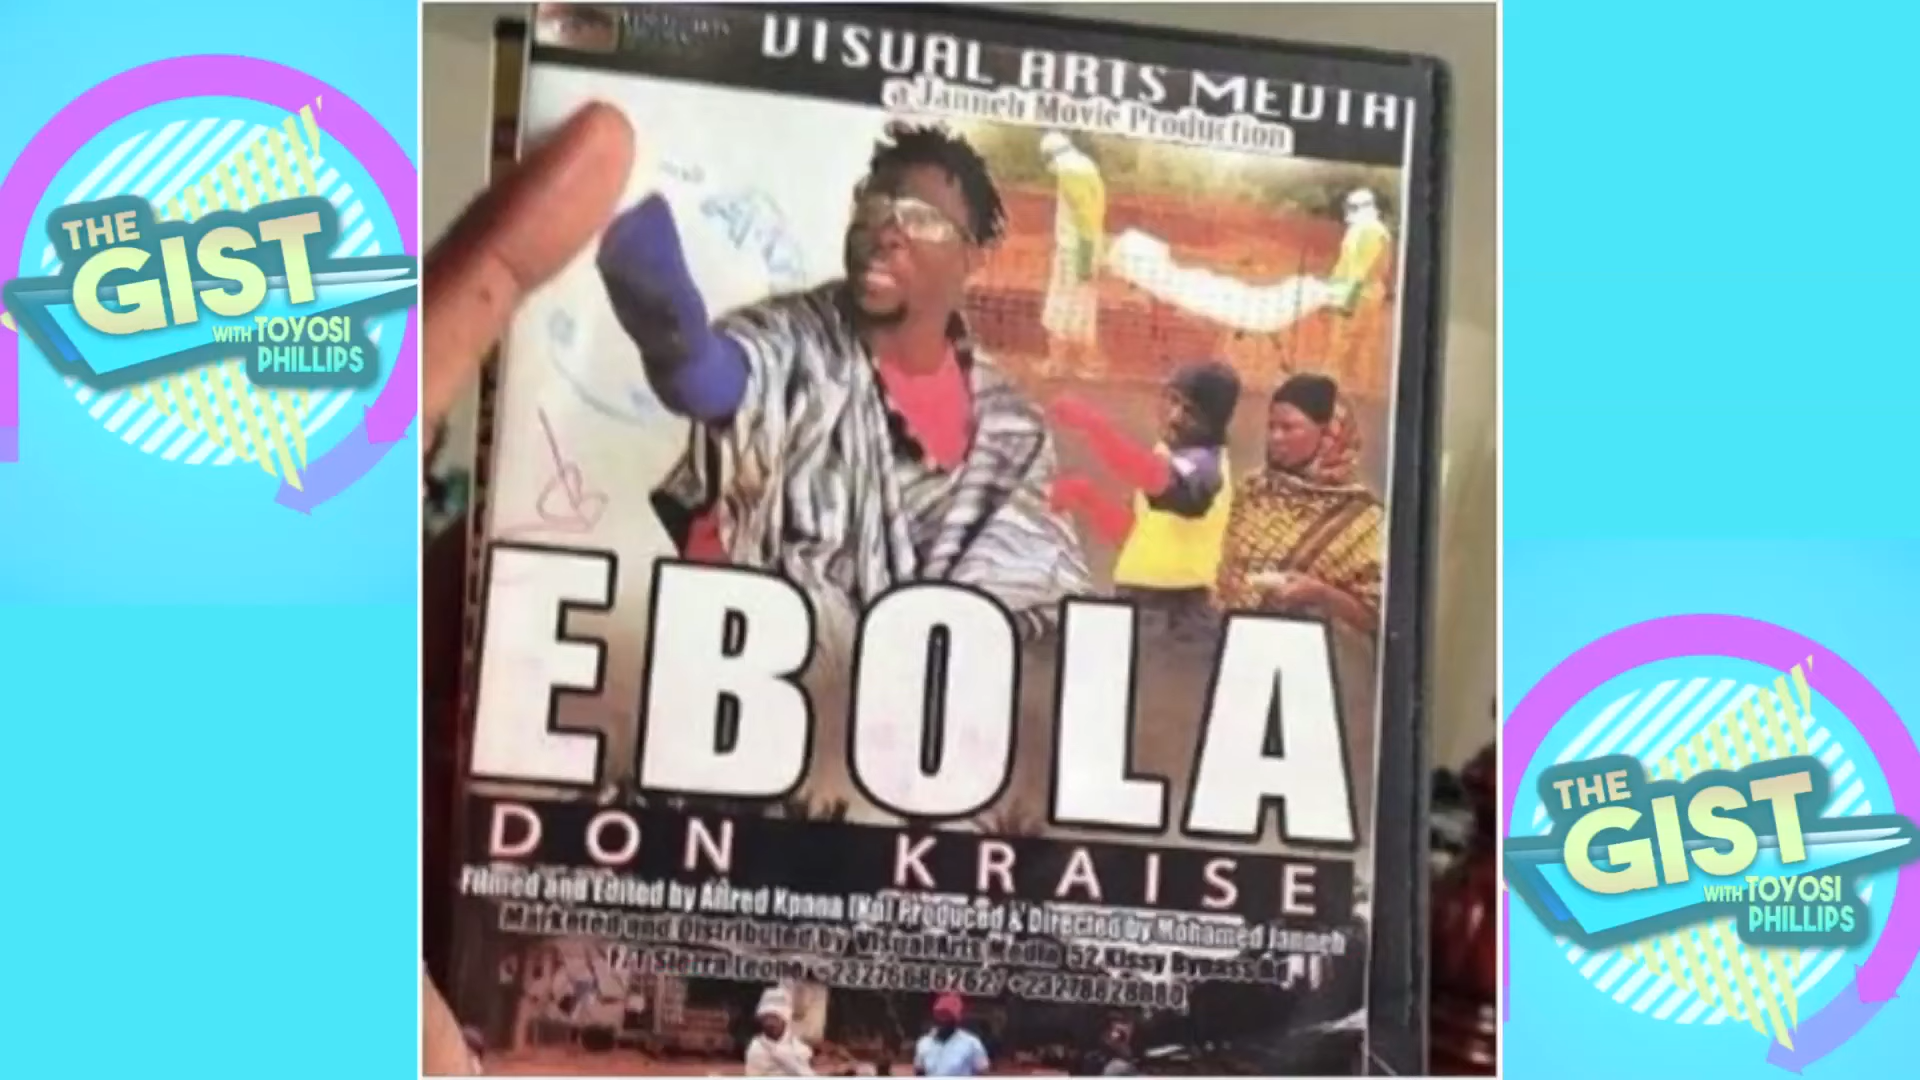 THE
GIST
WITH TOYOSI
PHILLIPS
VISUAL ARTS MEDIA
a Janneh Movie Production
EBOLA
DON KRAISE
Filmed and Edited by Alfred Kpana (Kp) Produced & Directed by Mohamed Janneh
Marketed and Distributed by Visual Arts Media 52 Kissy Bypass Rd
F/T Sierra Leone
THE
GIST
WITH TOYOSI
PHILLIPS